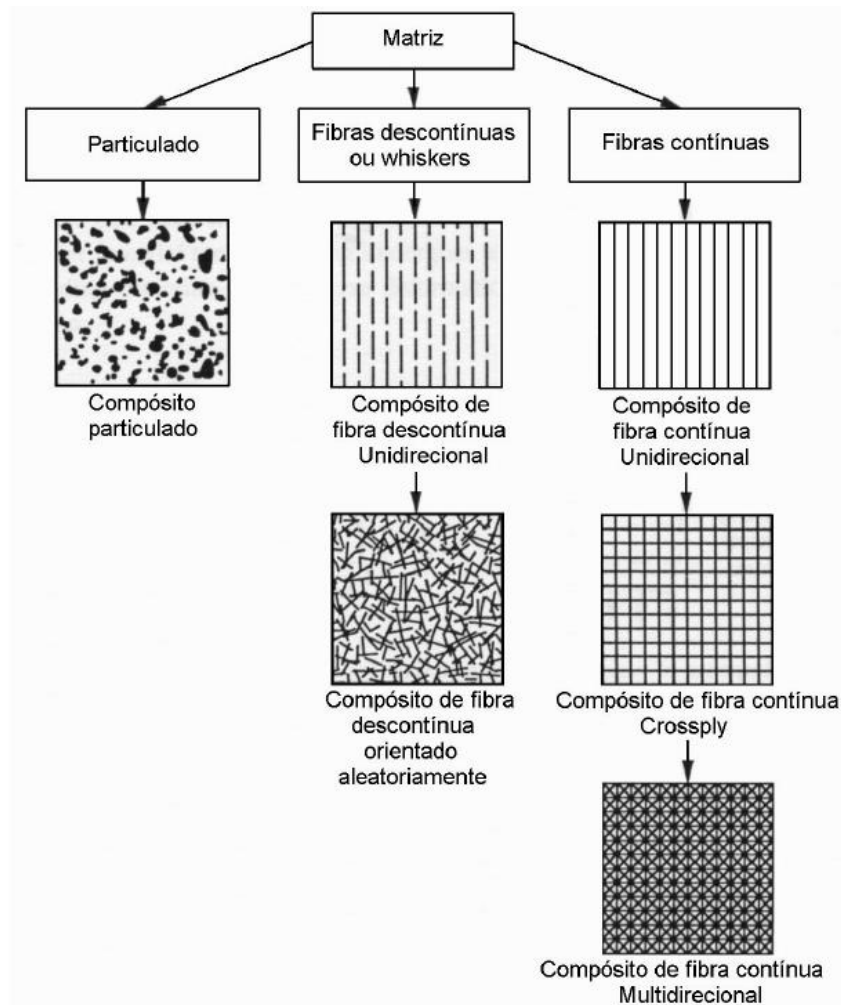 Matriz
Particulado
Fibras descontínuas
ou whiskers
Fibras contínuas
Compósito
particulado
Compósito de
fibra descontínua
Unidirecional
Compósito de
fibra contínua
Unidirecional
Compósito de fibra
descontínua
orientado
aleatoriamente
Compósito de fibra contínua
Crossply
Compósito de fibra contínua
Multidirecional